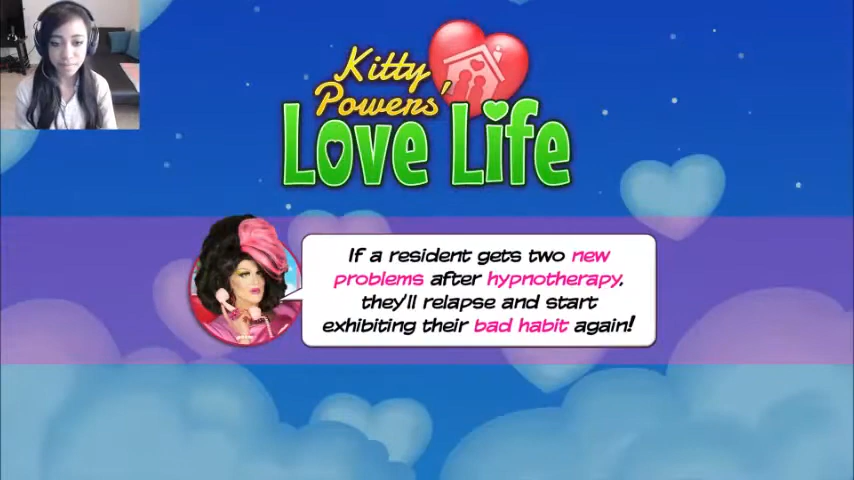 Kitty
Powers'
Love Life
If a resident gets two new
problems after hypnotherapy,
they'll relapse and start
exhibiting their bad habit again!